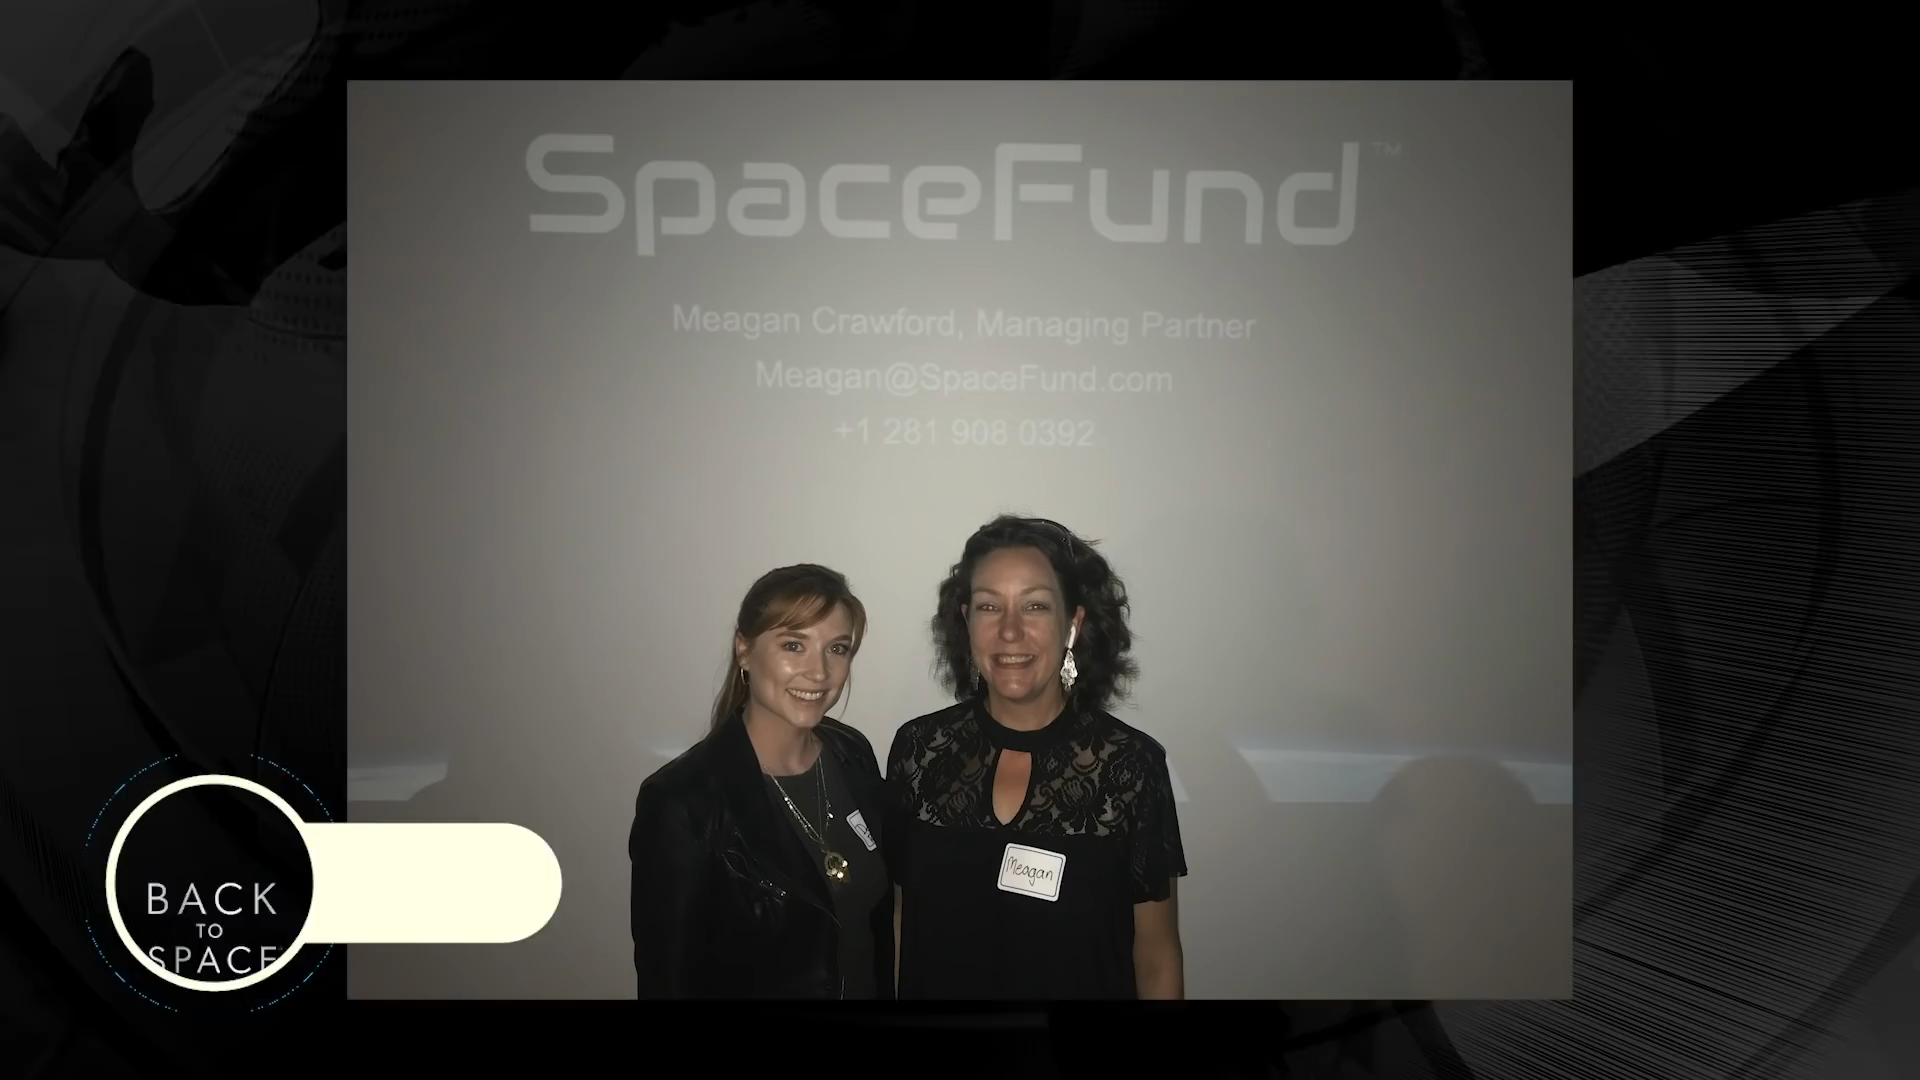 SpaceFund™
Meagan Crawford, Managing Partner
Meagan@SpaceFund.com
+1 281 908 0392
Meagan
BACK
TO
SPACE